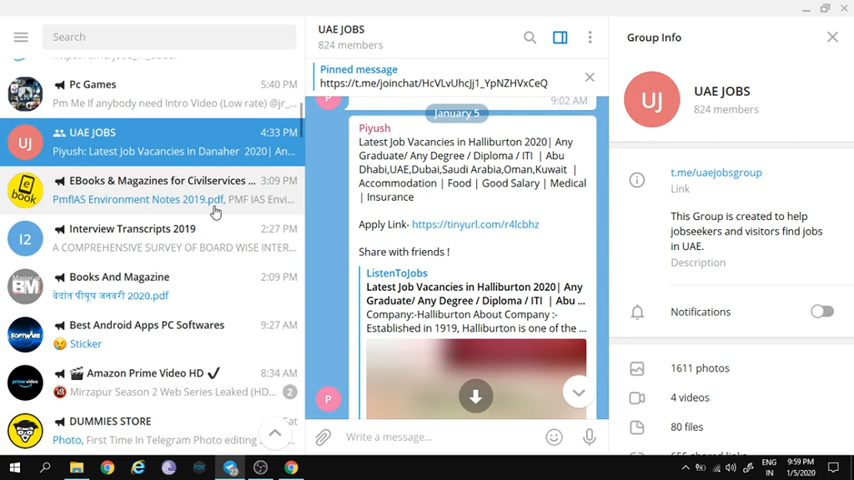 Search
Pc Games 5:40 PM
Pm Me If anybody need Intro Video (Low rate) @jr_...
UJ
UAE JOBS 4:33 PM
Piyush: Latest Job Vacancies in Danaher 2020| An...
e book
EBooks & Magazines for Civilservices ... 3:09 PM
PmfIAS Environment Notes 2019.pdf, PMF IAS Envi...
I2
Interview Transcripts 2019 2:27 PM
A COMPREHENSIVE SURVEY OF BOARD WISE INTER...
Books And Magazine 2:09 PM
वेदांत पीयूष जनवरी 2020.pdf
SOFTWARE
Best Android Apps PC Softwares 9:27 AM
Sticker
prime video
Amazon Prime Video HD 8:34 AM
Mirzapur Season 2 Web Series Leaked (HD... 2
DUMMIES STORE Sat
Photo, First Time In Telegram Photo editing ...
UAE JOBS
824 members
Pinned message
https://t.me/joinchat/HcVLvUhcJj1_YpNZHVxCeQ
P
9:02 AM
January 5
Piyush
Latest Job Vacancies in Halliburton 2020| Any
Graduate/ Any Degree / Diploma / ITI | Abu
Dhabi,UAE,Dubai,Saudi Arabia,Oman,Kuwait |
Accommodation | Food | Good Salary | Medical
| Insurance
Apply Link- https://tinyurl.com/r4lcbhz
Share with friends !
ListenToJobs
Latest Job Vacancies in Halliburton 2020| Any
Graduate/ Any Degree / Diploma / ITI | Abu ...
Company:-Halliburton About Company :-
Established in 1919, Halliburton is one of the ...
P
Write a message...
Group Info
UJ
UAE JOBS
824 members
t.me/uaejobsgroup
Link
This Group is created to help
jobseekers and visitors find jobs
in UAE.
Description
Notifications
1611 photos
4 videos
80 files
ENG
IN
9:59 PM
1/5/2020